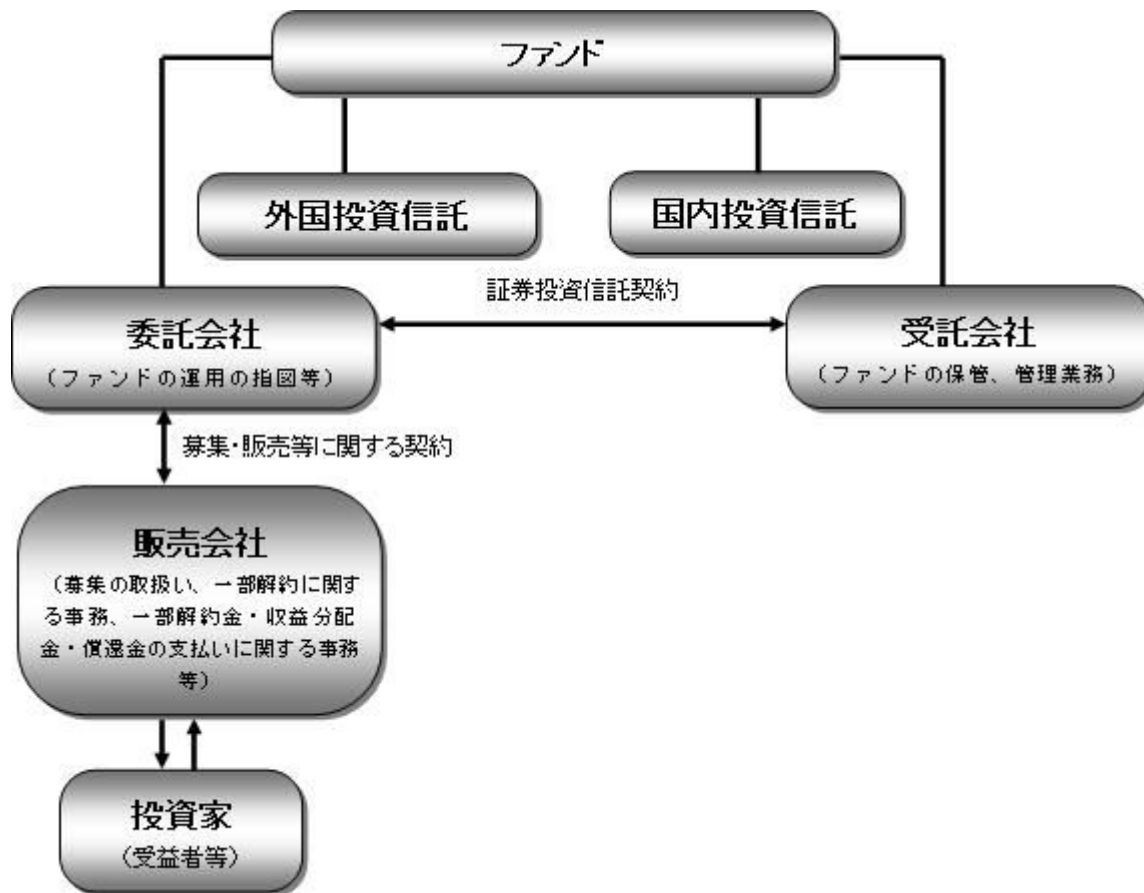 ファンド
外国投資信託
国内投資信託
証券投資信託契約
委託会社
（ファンドの運用の指図等）
受託会社
（ファンドの保管、管理業務）
募集・販売等に関する契約
販売会社
（募集の取扱い、一部解約に関す
る事務、一部解約金・収益分配
金・償還金の支払いに関する事務
等）
投資家
（受益者等）